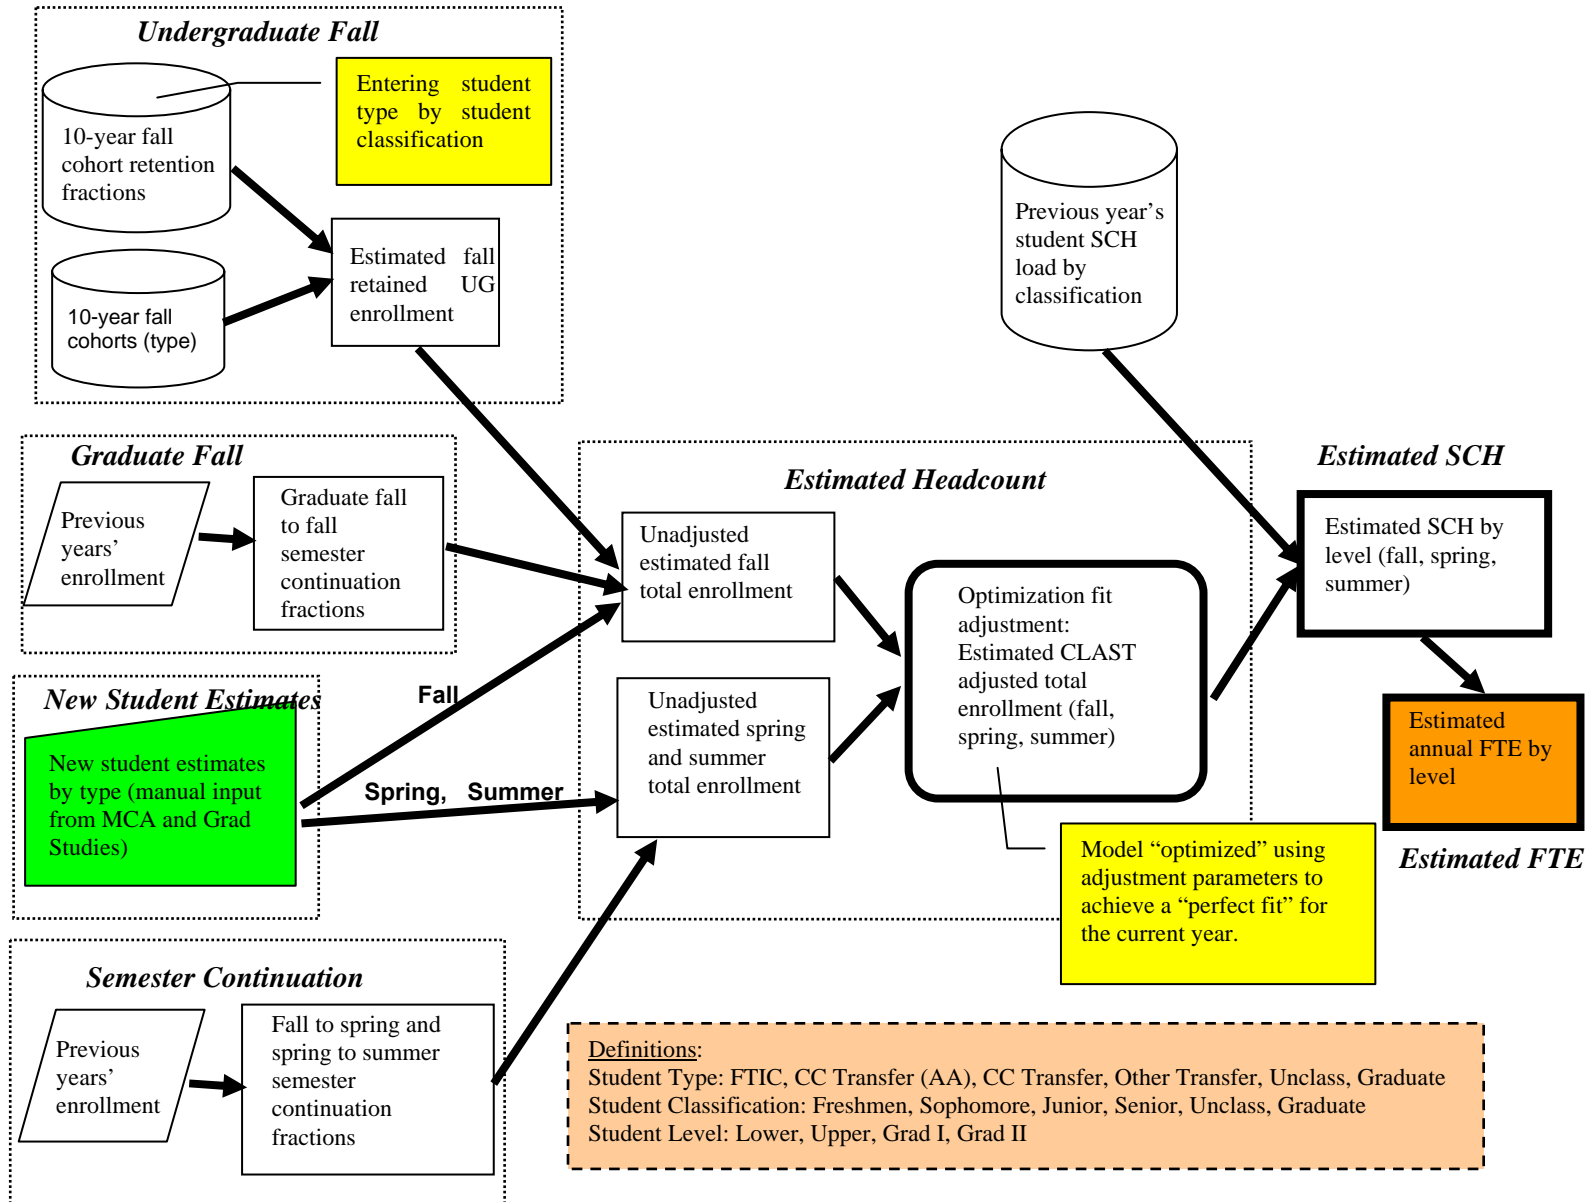 Undergraduate Fall
Entering student
type by student
classification
10-year fall
cohort retention
fractions
Estimated fall
retained UG
enrollment
10-year fall
cohorts (type)
Previous year’s
student SCH
load by
classification
Graduate Fall
Previous
years’
enrollment
Graduate fall
to fall
semester
continuation
fractions
Estimated Headcount
Unadjusted
estimated fall
total enrollment
Optimization fit
adjustment:
Estimated CLAST
adjusted total
enrollment (fall,
spring, summer)
Estimated SCH
Estimated SCH by
level (fall, spring,
summer)
New Student Estimates
New student estimates
by type (manual input
from MCA and Grad
Studies)
Fall
Spring, Summer
Unadjusted
estimated spring
and summer
total enrollment
Estimated
annual FTE by
level
Estimated FTE
Model “optimized” using
adjustment parameters to
achieve a “perfect fit” for
the current year.
Semester Continuation
Previous
years’
enrollment
Fall to spring and
spring to summer
semester
continuation
fractions
Definitions:
Student Type: FTIC, CC Transfer (AA), CC Transfer, Other Transfer, Unclass, Graduate
Student Classification: Freshmen, Sophomore, Junior, Senior, Unclass, Graduate
Student Level: Lower, Upper, Grad I, Grad II